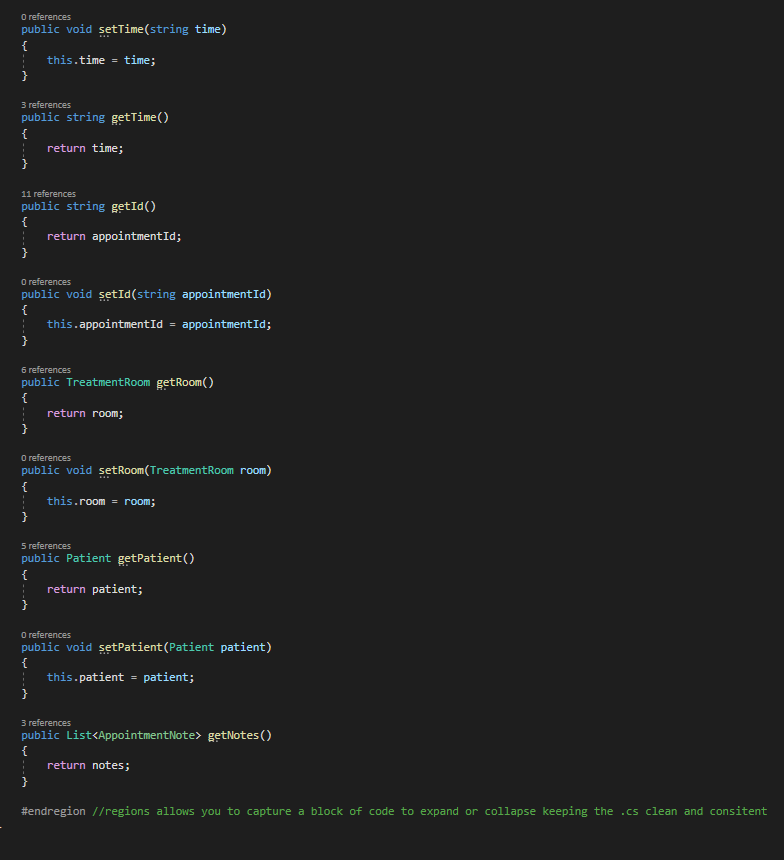 0 references
public void setTime(string time)
{
this.time = time;
}
3 references
public string getTime()
{
return time;
}
11 references
public string getId()
{
return appointmentId;
}
0 references
public void setId(string appointmentId)
{
this.appointmentId = appointmentId;
}
6 references
public TreatmentRoom getRoom()
{
return room;
}
0 references
public void setRoom(TreatmentRoom room)
{
this.room = room;
}
5 references
public Patient getPatient()
{
return patient;
}
0 references
public void setPatient(Patient patient)
{
this.patient = patient;
}
3 references
public List<AppointmentNote> getNotes()
{
return notes;
}
#endregion //regions allows you to capture a block of code to expand or collapse keeping the .cs clean and consitent